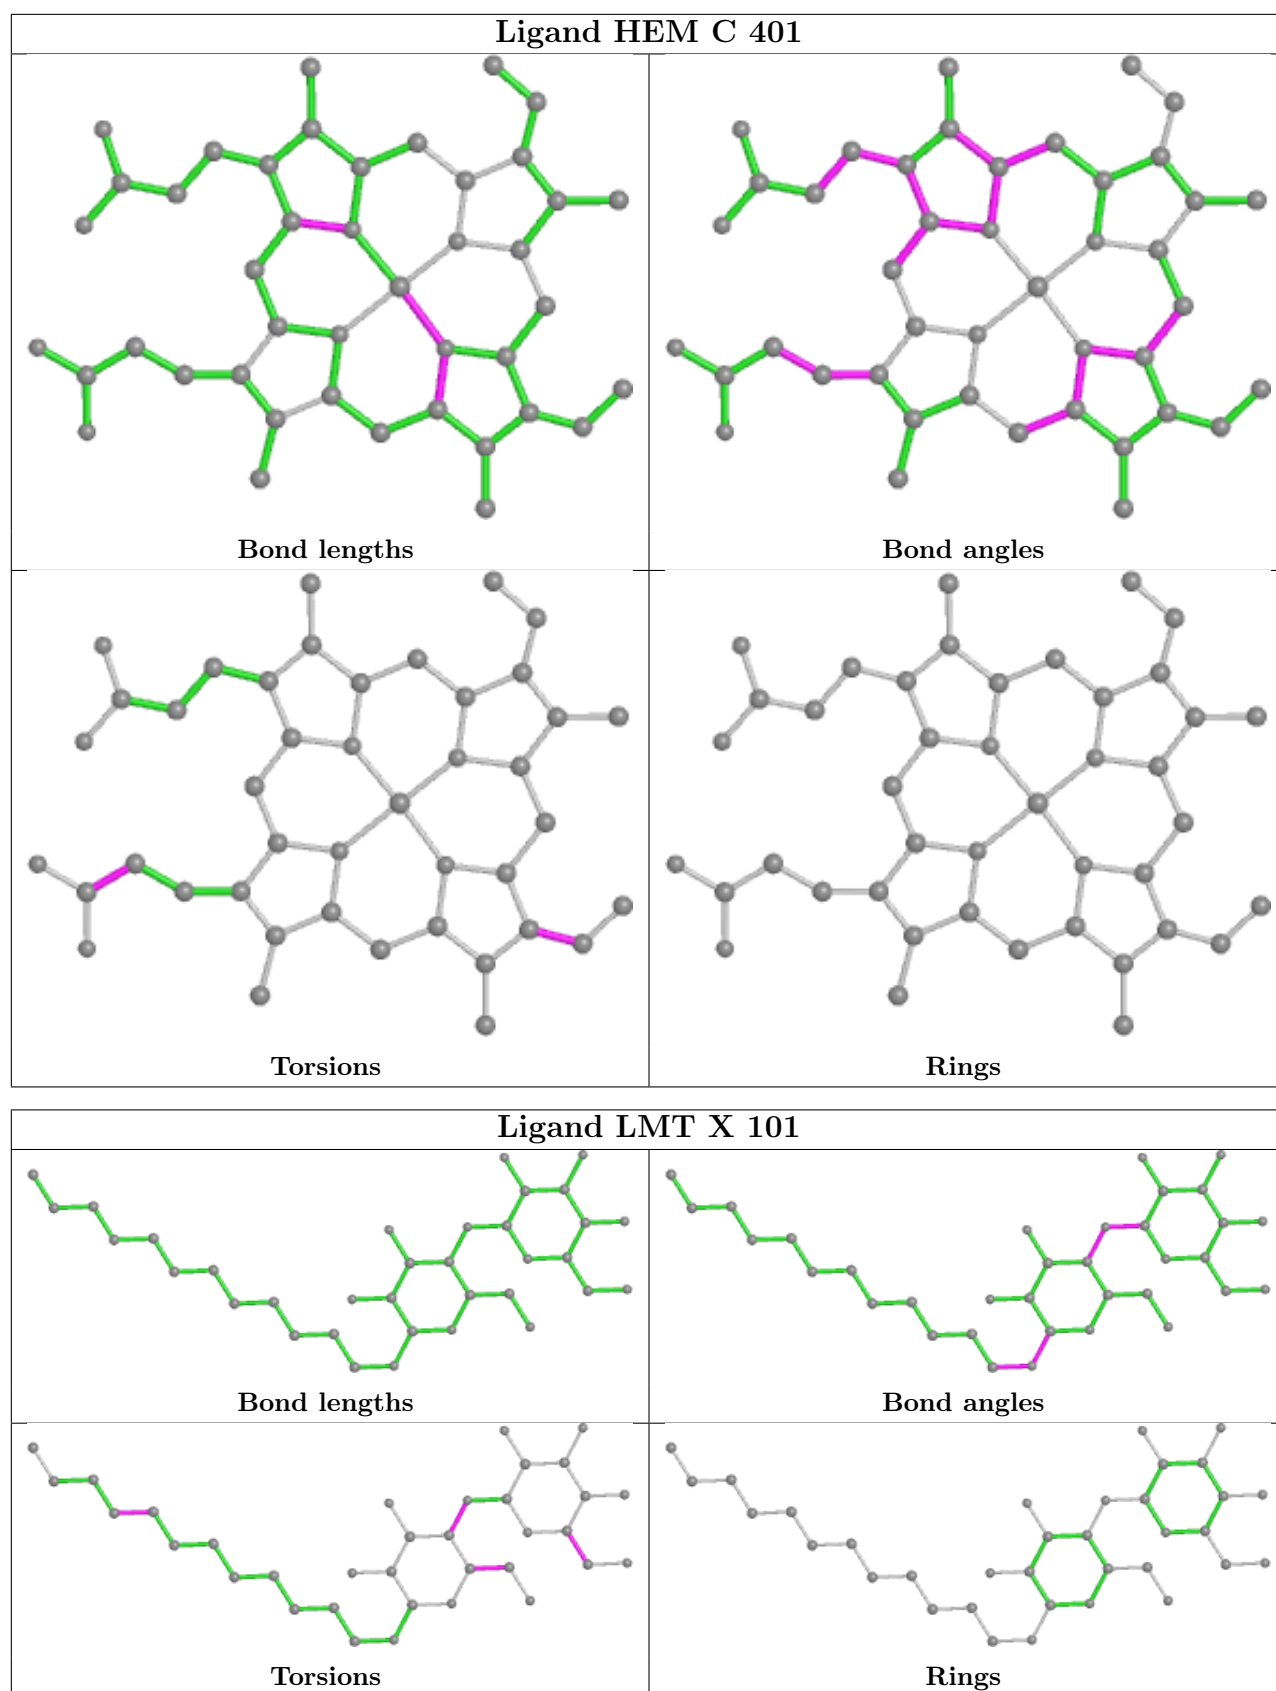 Ligand HEM C 401
Bond lengths
Bond angles
Torsions
Rings
Ligand LMT X 101
Bond lengths
Bond angles
Torsions
Rings